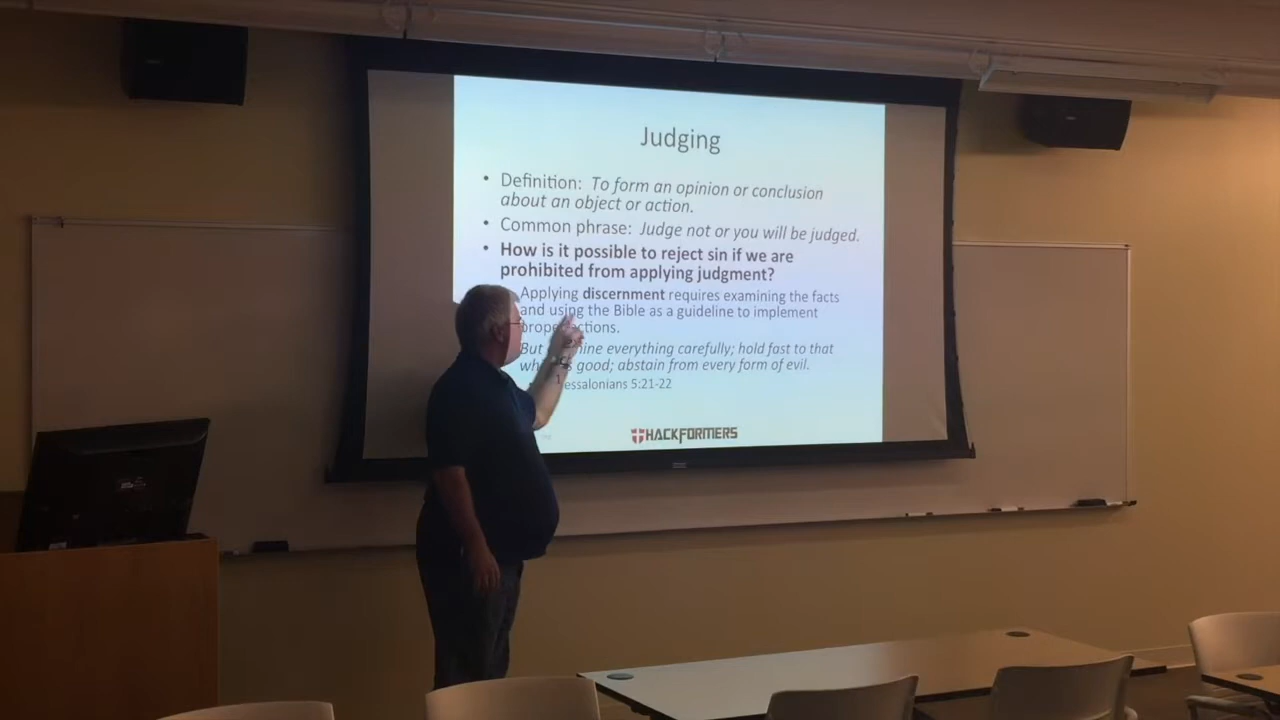 Judging
• Definition: To form an opinion or conclusion
about an object or action.
• Common phrase: Judge not or you will be judged.
• How is it possible to reject sin if we are
prohibited from applying judgment?
Applying discernment requires examining the facts
and using the Bible as a guideline to implement
But everything carefully; hold fast to that
good; abstain from every form of evil.
5:21-22
HACKFORMERS